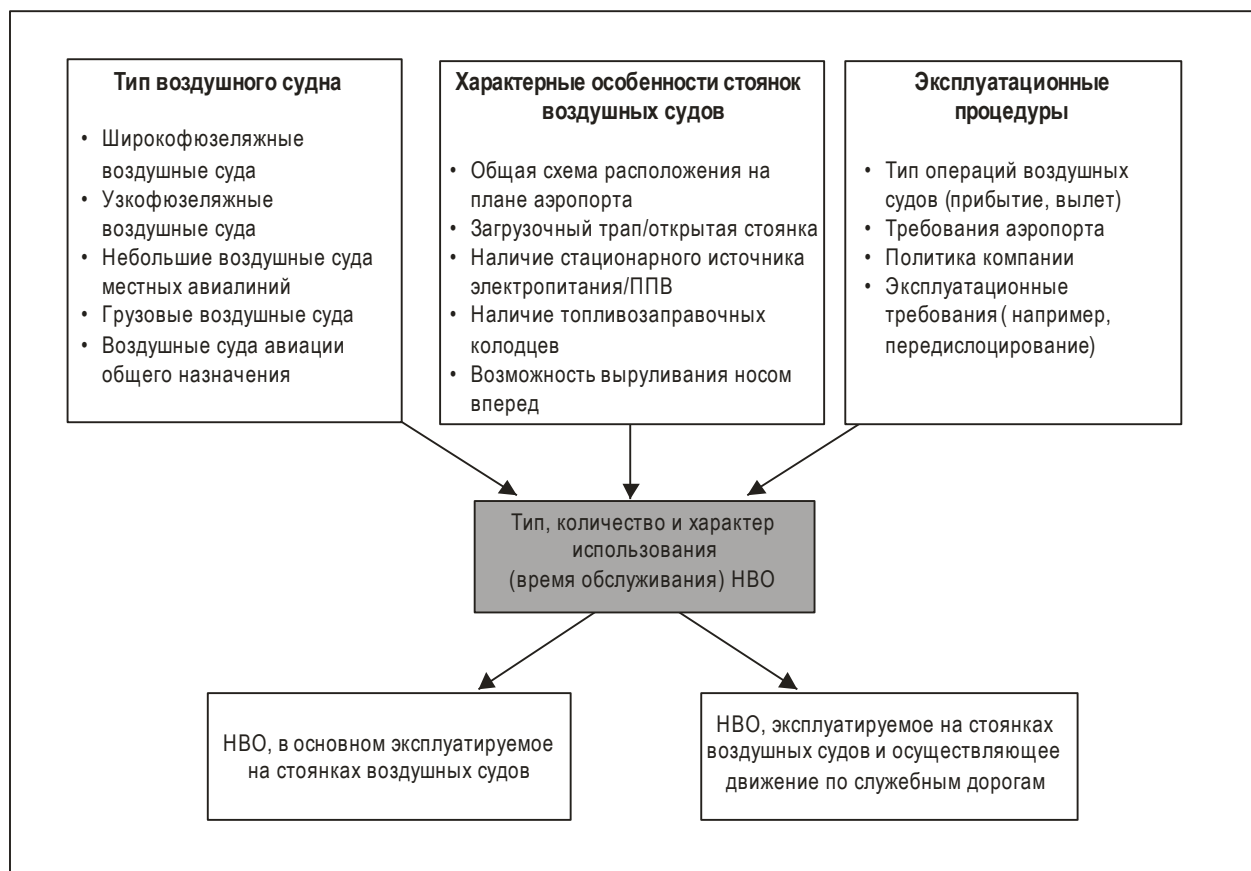 Тип воздушного судна
• Широкофюзеляжные
воздушные суда
• Узкофюзеляжные
воздушные суда
• Небольшие воздушные суда
местных авиалиний
• Грузовые воздушные суда
• Воздушные суда авиации
общего назначения
Характерные особенности стоянок
воздушных судов
• Общая схема расположения на
плане аэропорта
• Загрузочный трап/открытая стоянка
• Наличие стационарного источника
электропитания/ППВ
• Наличие топливозаправочных
колодцев
• Возможность выруливания носом
вперед
Эксплуатационные
процедуры
• Тип операций воздушных
судов (прибытие, вылет)
• Требования аэропорта
• Политика компании
• Эксплуатационные
требования ( например,
передислоцирование)
Тип, количество и характер
использования
(время обслуживания) НВО
НВО, в основном эксплуатируемое
на стоянках воздушных судов
НВО, эксплуатируемое на стоянках
воздушных судов и осуществляющее
движение по служебным дорогам